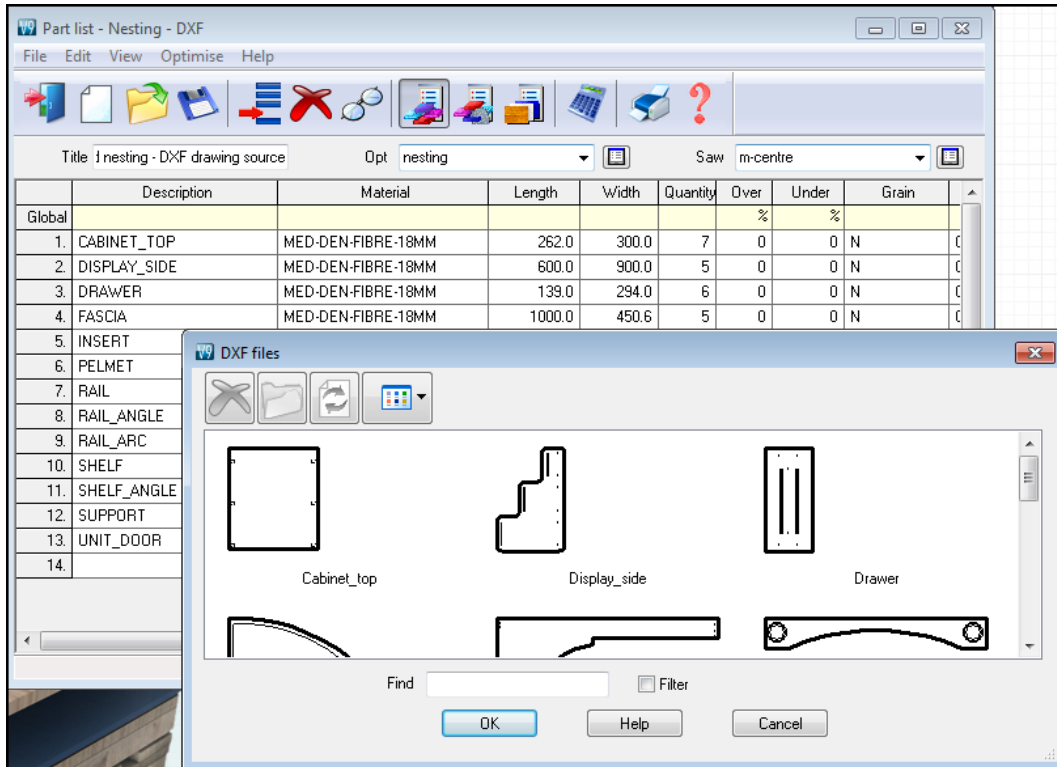 V9 Part list - Nesting - DXF
File Edit View Optimise Help
Title d nesting - DXF drawing source Opt nesting Saw m-centre
Description Material Length Width Quantity Over Under Grain
Global % %
1. CABINET_TOP MED-DEN-FIBRE-18MM 262.0 300.0 7 0 0 N
2. DISPLAY_SIDE MED-DEN-FIBRE-18MM 600.0 900.0 5 0 0 N
3. DRAWER MED-DEN-FIBRE-18MM 139.0 294.0 6 0 0 N
4. FASCIA MED-DEN-FIBRE-18MM 1000.0 450.6 5 0 0 N
5. INSERT
6. PELMET
7. RAIL
8. RAIL_ANGLE
9. RAIL_ARC
10. SHELF
11. SHELF_ANGLE
12. SUPPORT
13. UNIT_DOOR
14.
V9 DXF files
Cabinet_top Display_side Drawer
Find Filter
OK Help Cancel